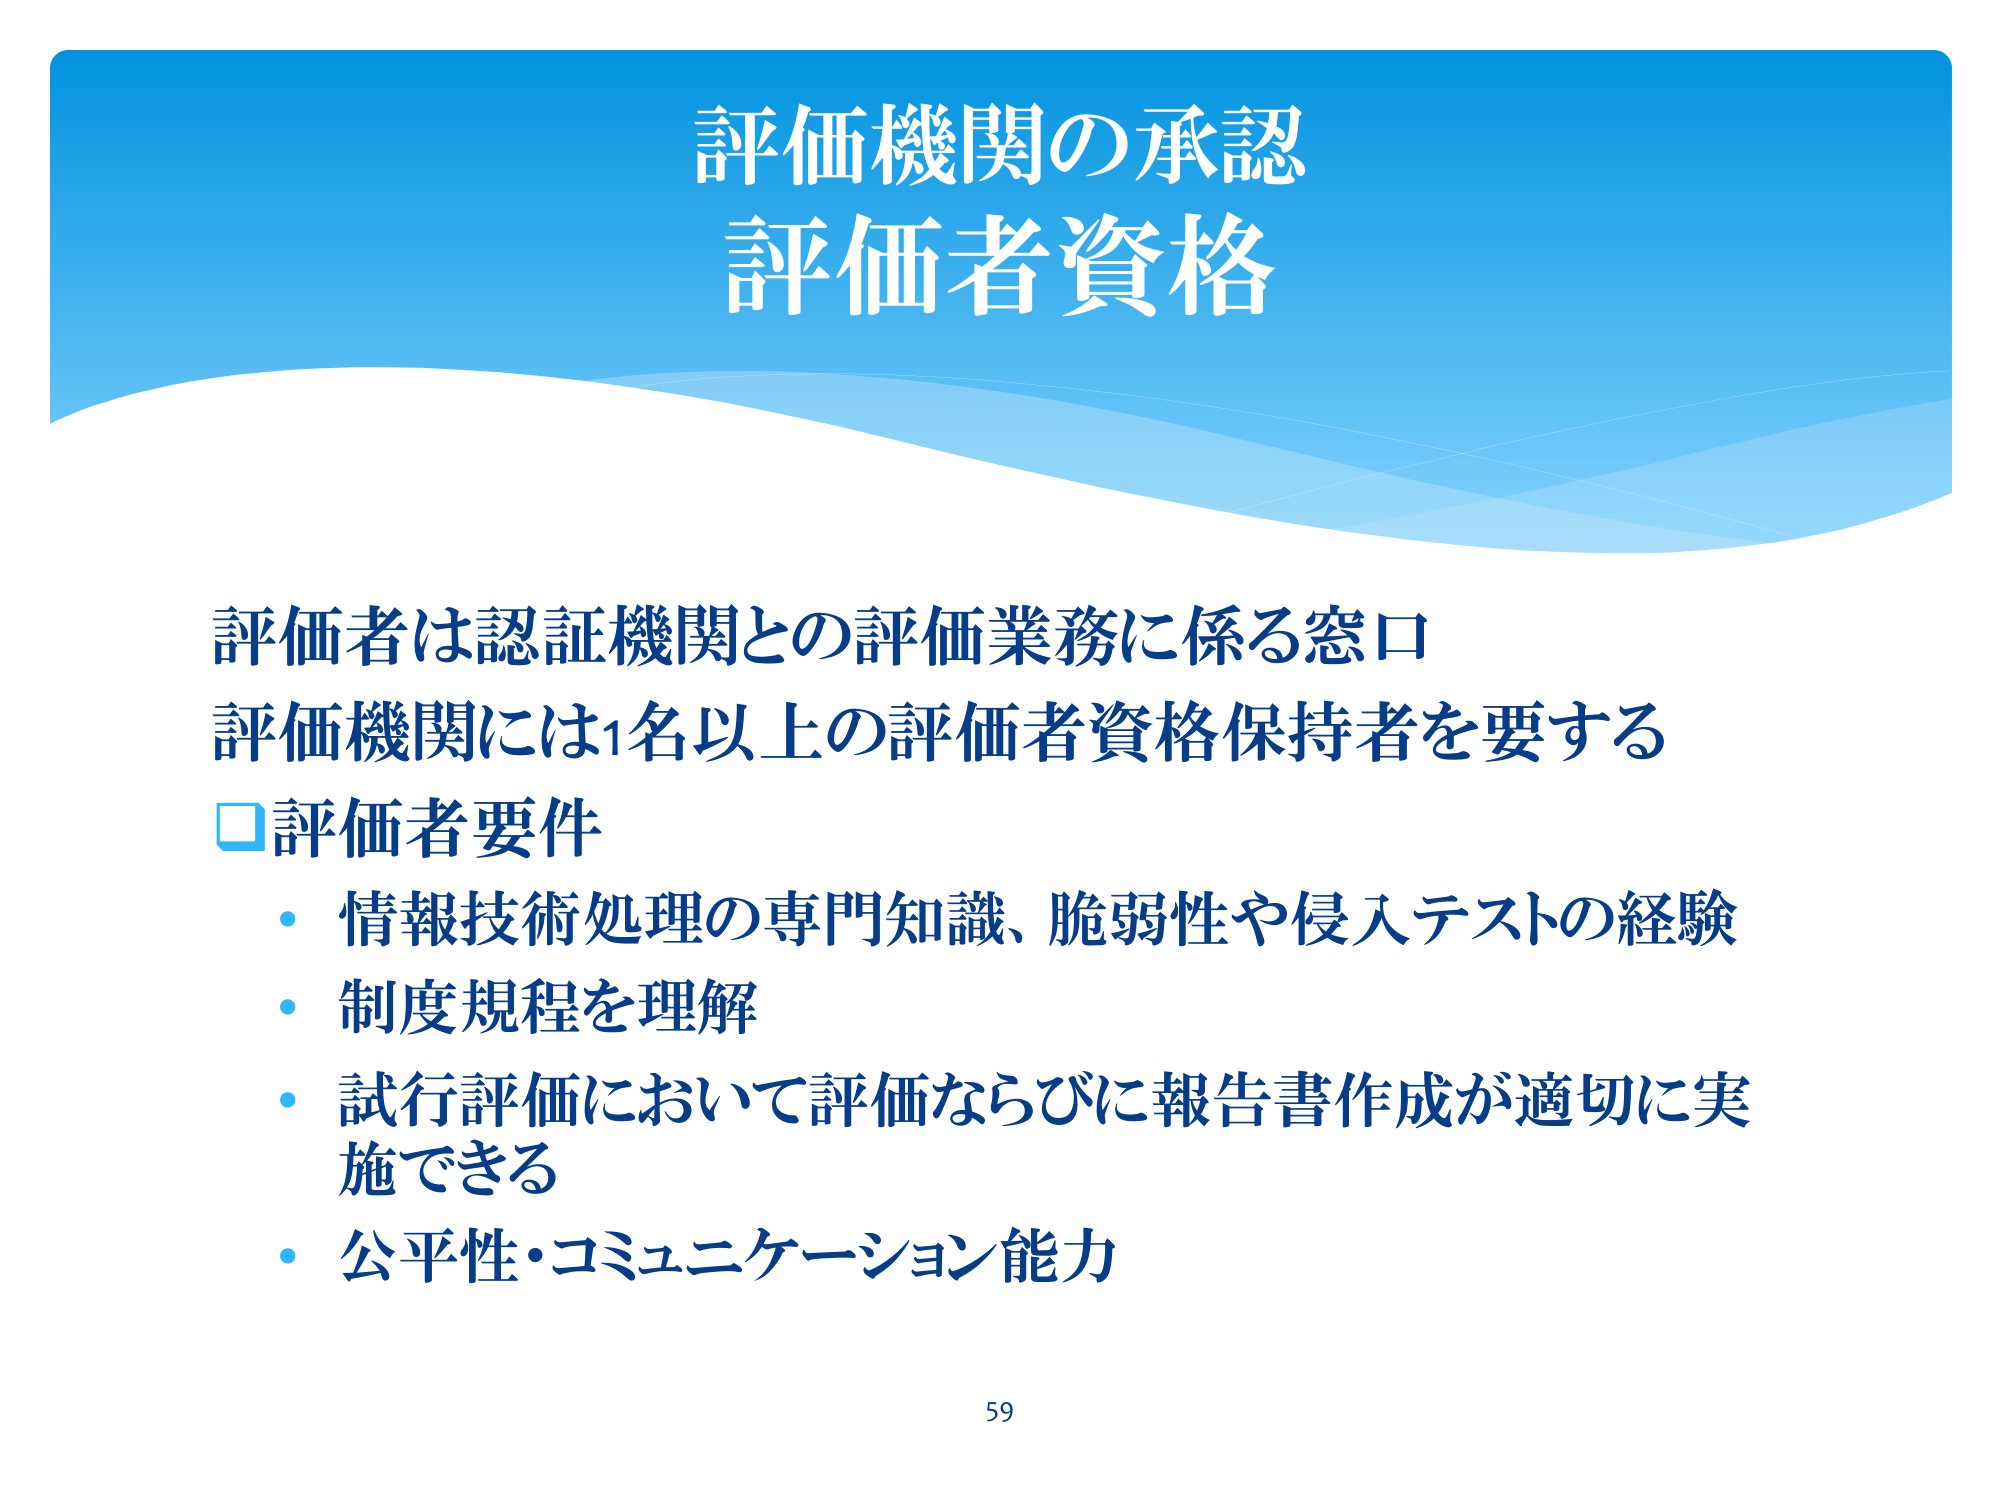 評価機関の承認
評価者資格
評価者は認証機関との評価業務に係る窓口
評価機関には1名以上の評価者資格保持者を要する
❑評価者要件
• 情報技術処理の専門知識、脆弱性や侵入テストの経験
• 制度規程を理解
• 試行評価において評価ならびに報告書作成が適切に実
施できる
• 公平性・コミュニケーション能力
59